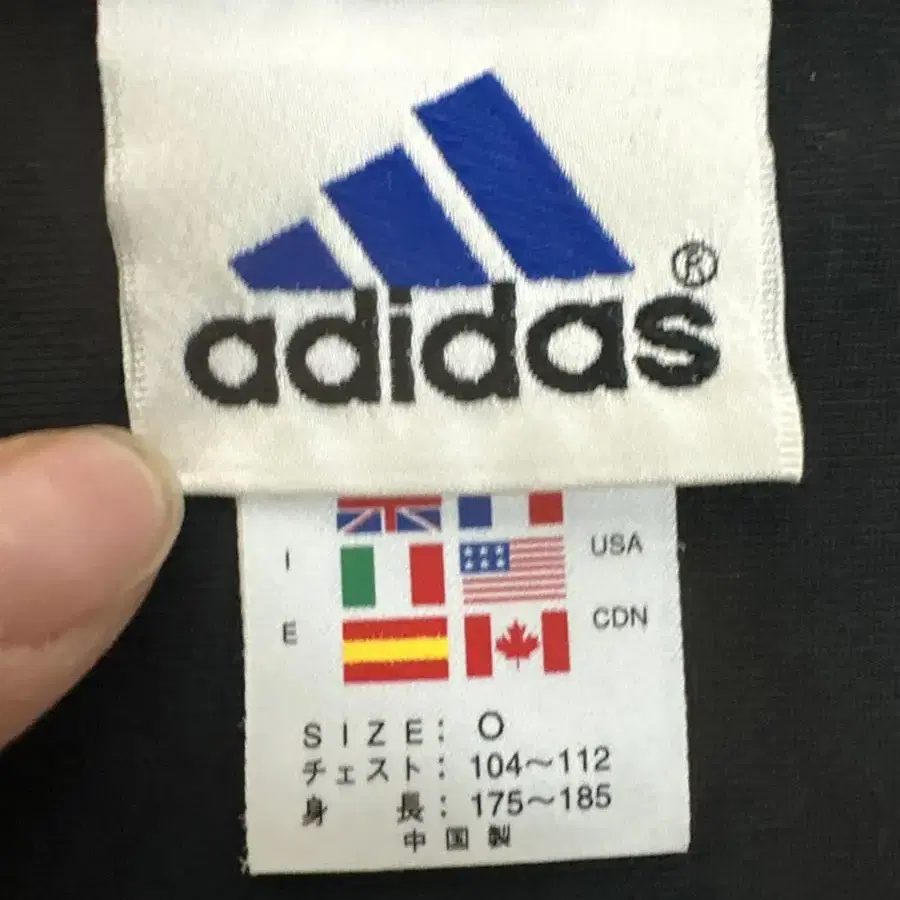 adidas®
I USA
E CDN
SIZE: O
チェスト: 104〜112
身長: 175〜185
中国製